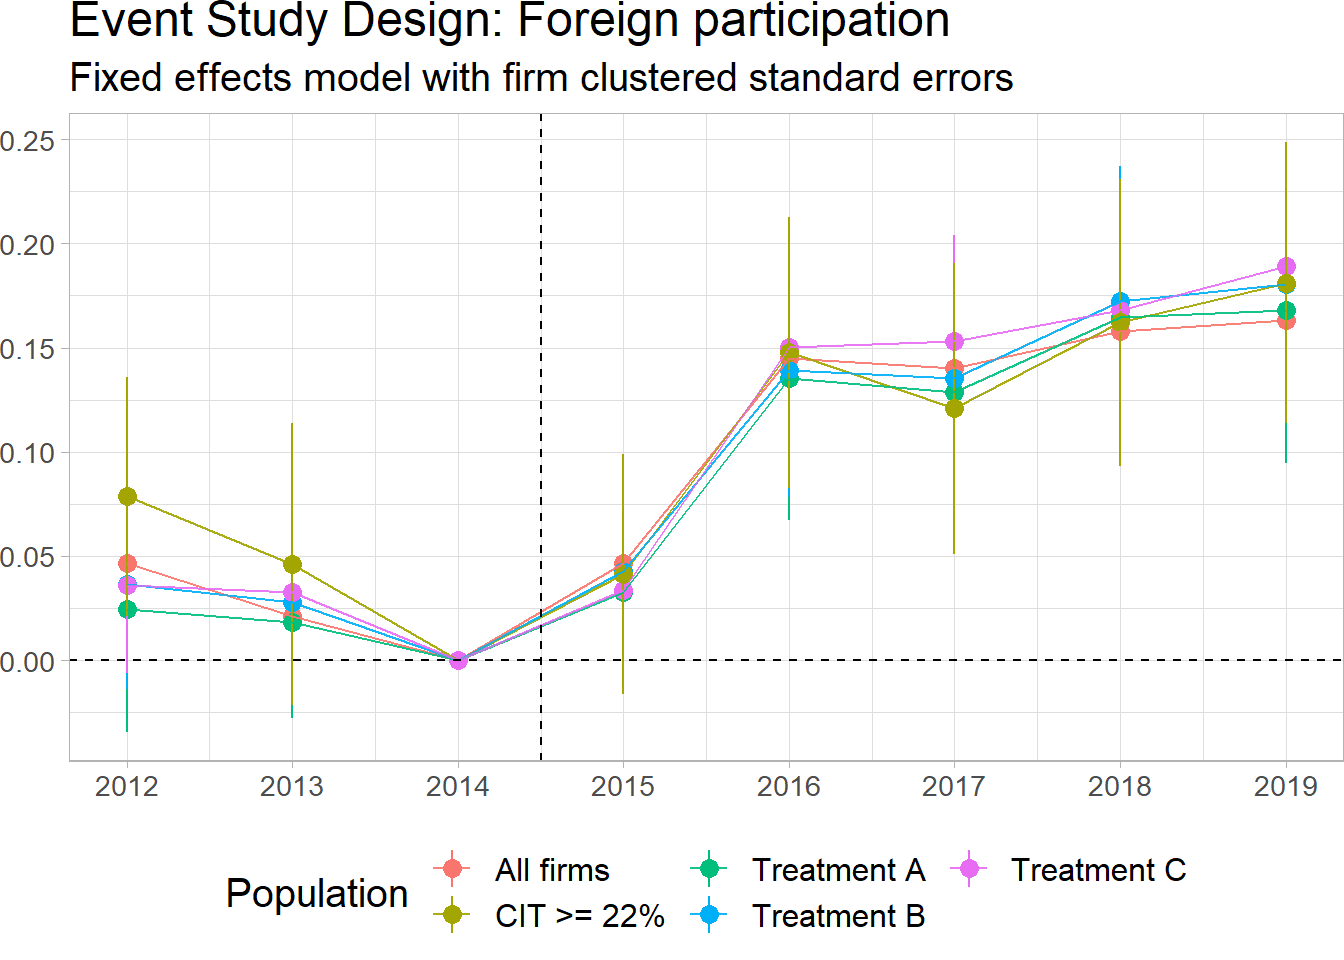 Event Study Design: Foreign participation
Fixed effects model with firm clustered standard errors
0.25
0.20
0.15
0.10
0.05
0.00
2012 2013 2014 2015 2016 2017 2018 2019
Population
All firms Treatment A Treatment C
CIT >= 22% Treatment B